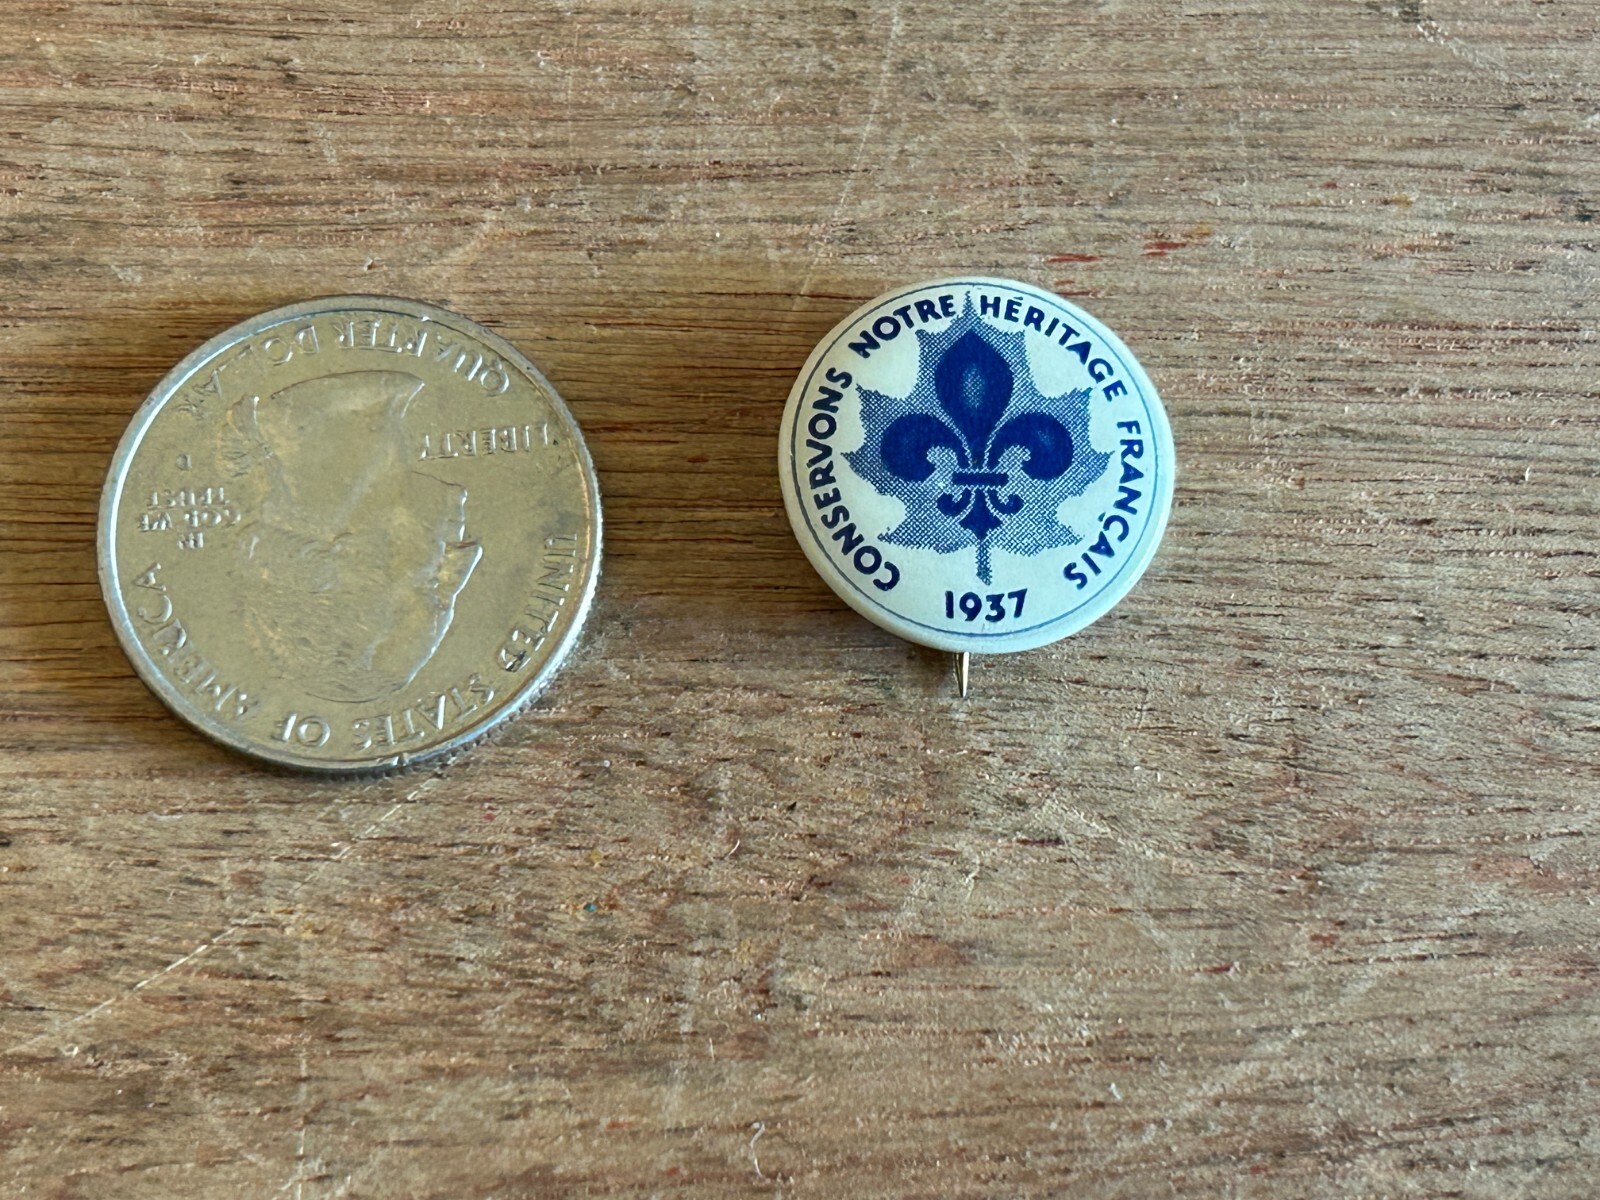 QUARTER DOLLAR
LIBERTY
D
IN
GOD WE
TRUST
UNITED STATES OF AMERICA
CONSERVONS NOTRE HÉRITAGE FRANÇAIS
1937